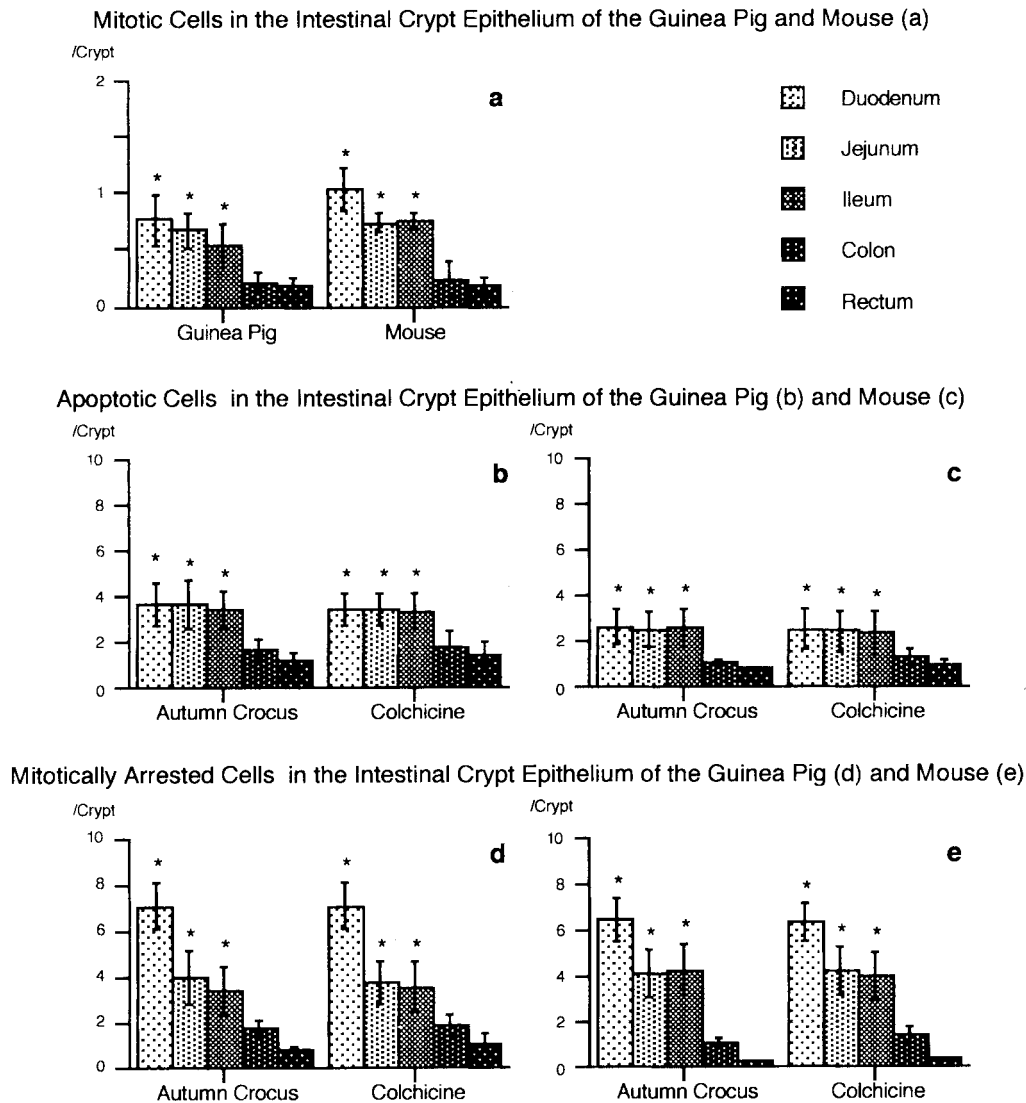 Mitotic Cells in the Intestinal Crypt Epithelium of the Guinea Pig and Mouse (a)
/Crypt
2
1
0
a
* * * * * *
Guinea Pig Mouse
Duodenum
Jejunum
Ileum
Colon
Rectum
Apoptotic Cells in the Intestinal Crypt Epithelium of the Guinea Pig (b) and Mouse (c)
/Crypt
10
8
6
4
2
0
b
* * * * * *
Autumn Crocus Colchicine
/Crypt
10
8
6
4
2
0
c
* * * * * *
Autumn Crocus Colchicine
Mitotically Arrested Cells in the Intestinal Crypt Epithelium of the Guinea Pig (d) and Mouse (e)
/Crypt
10
8
6
4
2
0
d
* * * * * *
Autumn Crocus Colchicine
/Crypt
10
8
6
4
2
0
e
* * * * * *
Autumn Crocus Colchicine